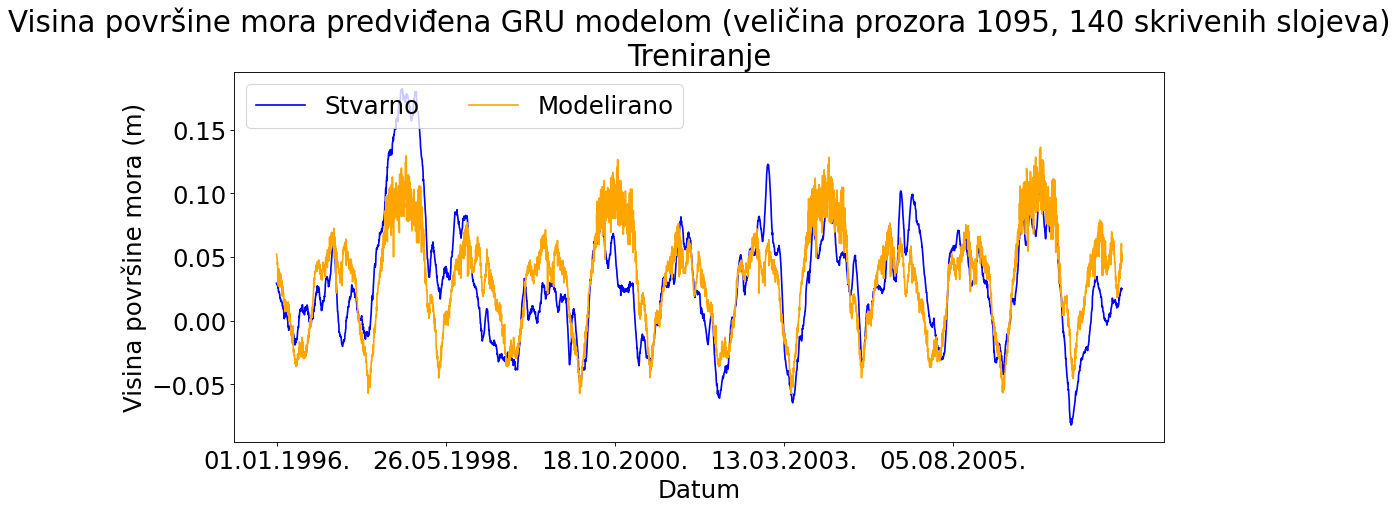 Visina površine mora predviđena GRU modelom (veličina prozora 1095, 140 skrivenih slojeva)
Treniranje
Stvarno Modelirano
Visina površine mora (m)
0.15
0.10
0.05
0.00
−0.05
01.01.1996. 26.05.1998. 18.10.2000. 13.03.2003. 05.08.2005.
Datum